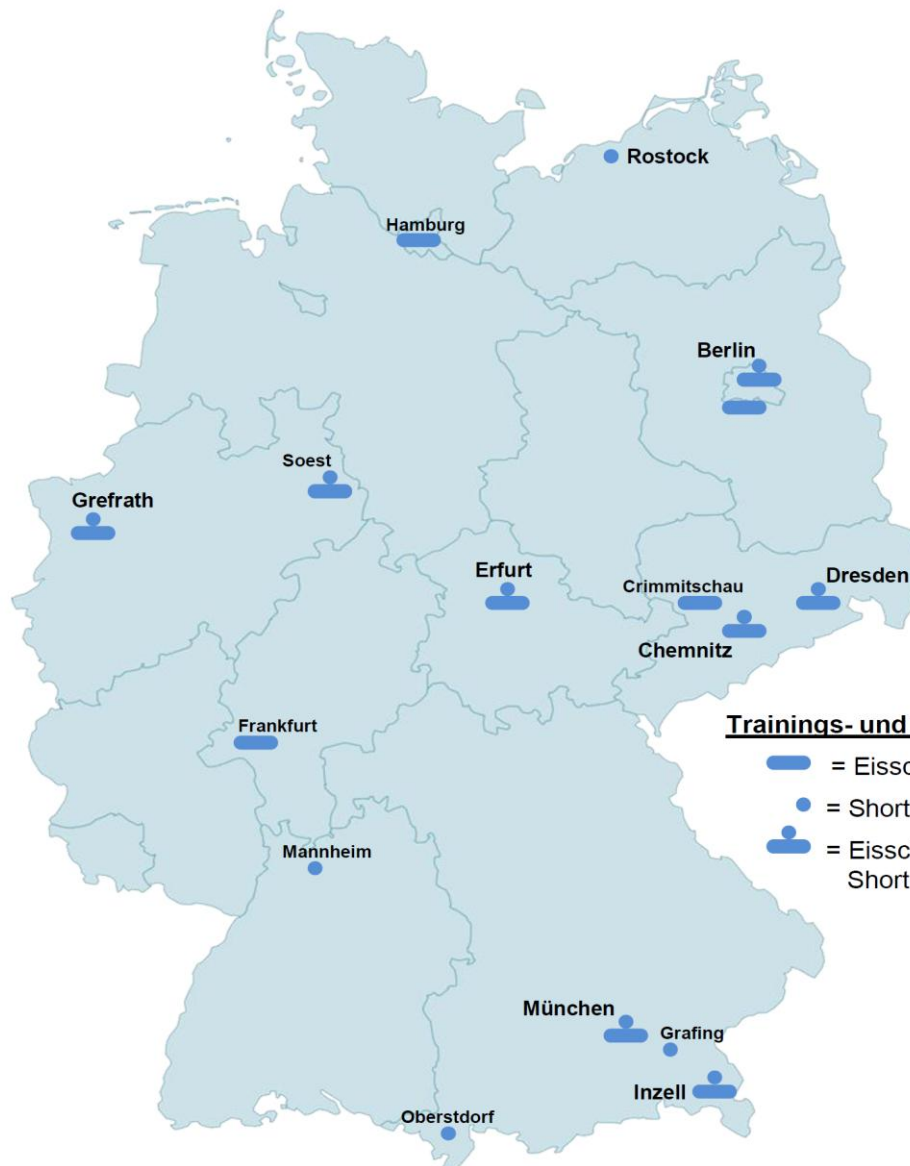 Rostock
Hamburg
Berlin
Soest
Grefrath
Erfurt
Crimmitschau
Dresden
Chemnitz
Frankfurt
Trainings- und
= Eissc
= Short
= Eissc
Short
Mannheim
München
Grafing
Inzell
Oberstdorf